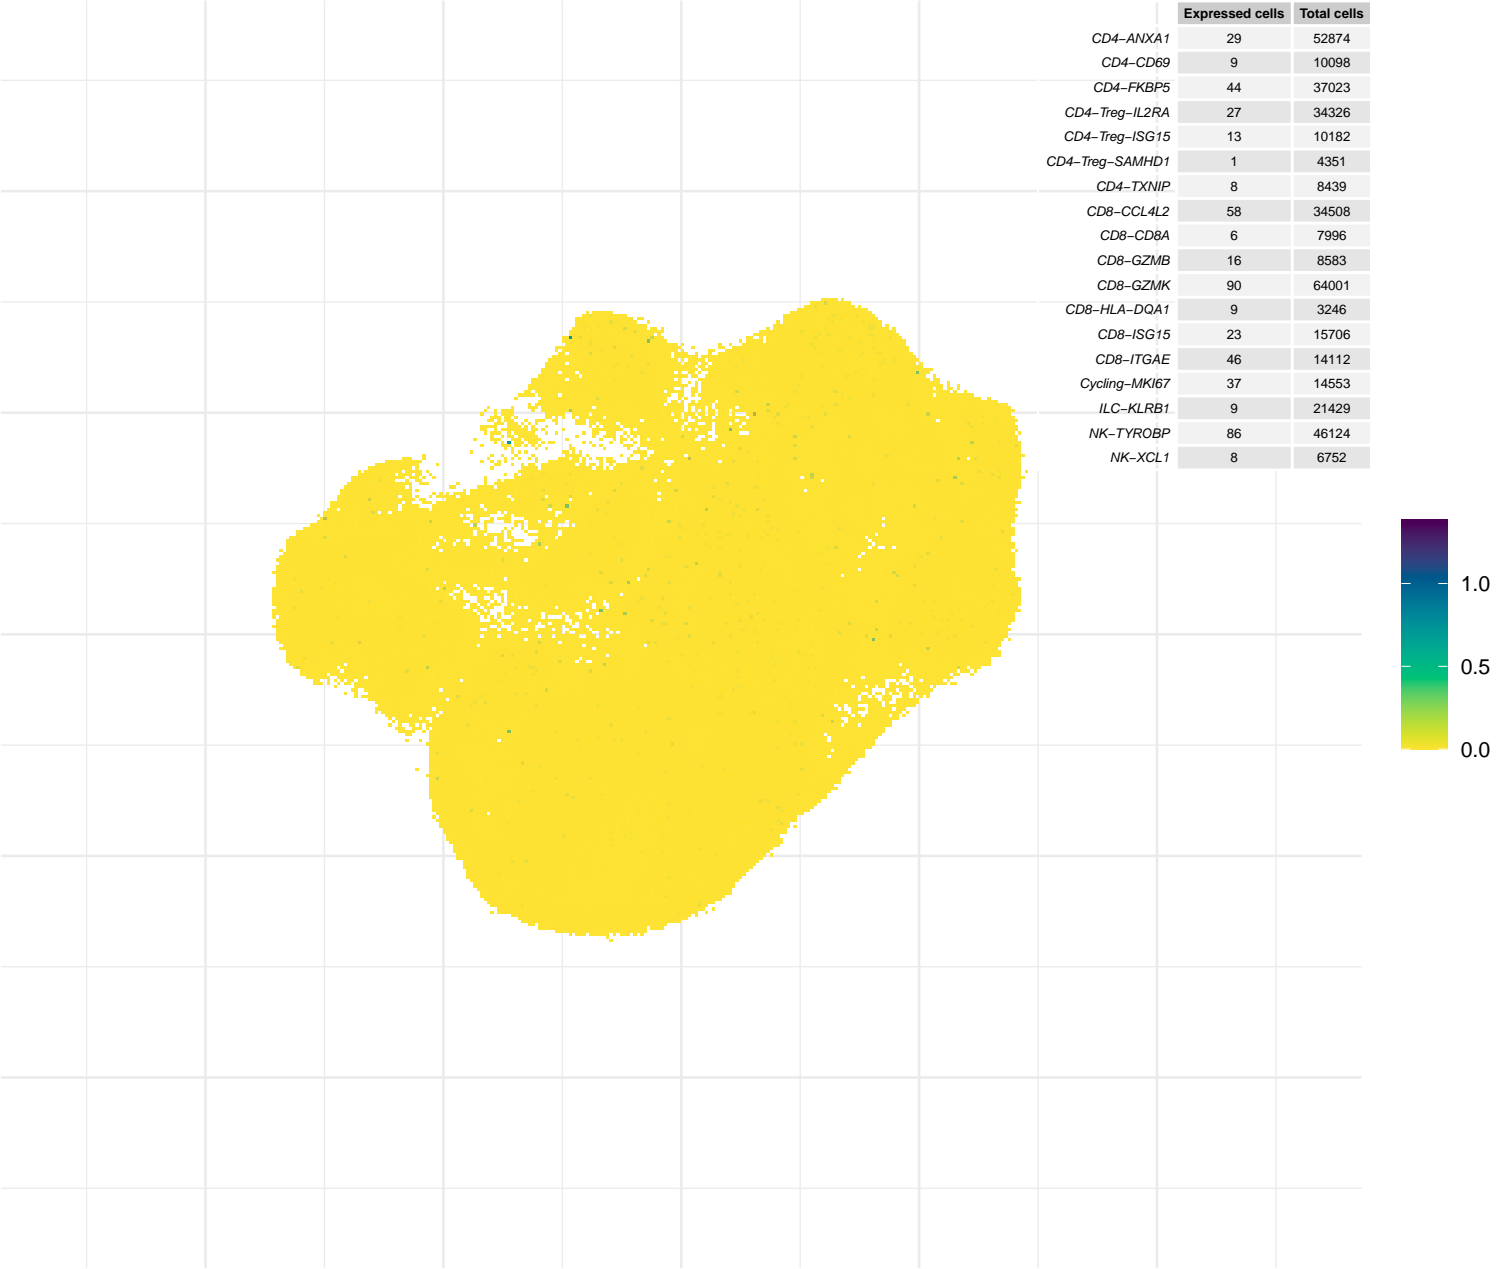 Expressed cells Total cells
CD4−ANXA1 29 52874
CD4−CD69 9 10098
CD4−FKBP5 44 37023
CD4−Treg−IL2RA 27 34326
CD4−Treg−ISG15 13 10182
CD4−Treg−SAMHD1 1 4351
CD4−TXNIP 8 8439
CD8−CCL4L2 58 34508
CD8−CD8A 6 7996
CD8−GZMB 16 8583
CD8−GZMK 90 64001
CD8−HLA−DQA1 9 3246
CD8−ISG15 23 15706
CD8−ITGAE 46 14112
Cycling−MKI67 37 14553
ILC−KLRB1 9 21429
NK−TYROBP 86 46124
NK−XCL1 8 6752
1.0
0.5
0.0